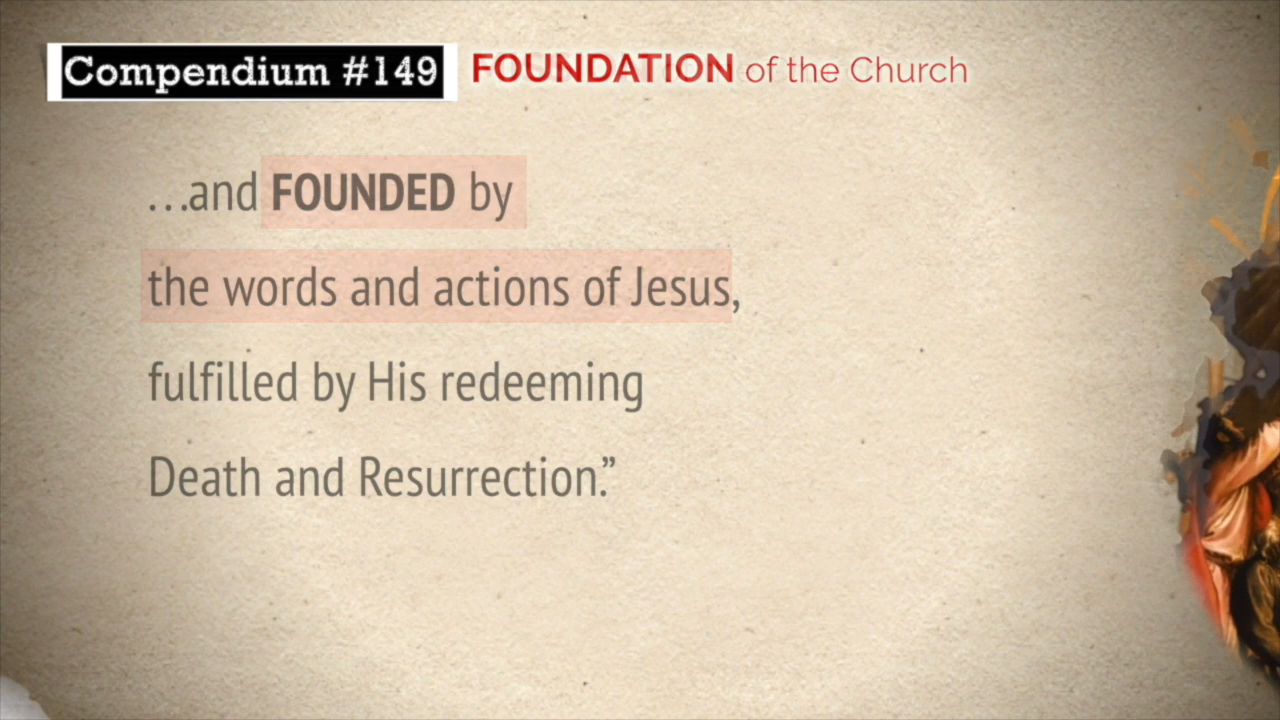 Compendium #149 FOUNDATION of the Church
...and FOUNDED by
the words and actions of Jesus,
fulfilled by His redeeming
Death and Resurrection.”